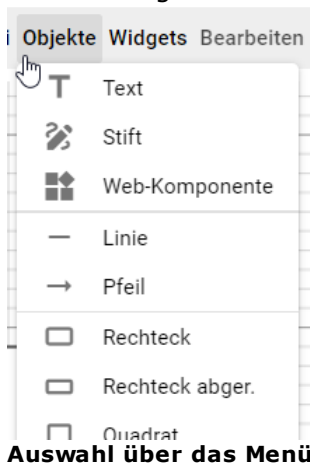 i Objekte Widgets Bearbeiten
Text
Stift
Web-Komponente
Linie
Pfeil
Rechteck
Rechteck abger.
Quadrat
Auswahl über das Menü